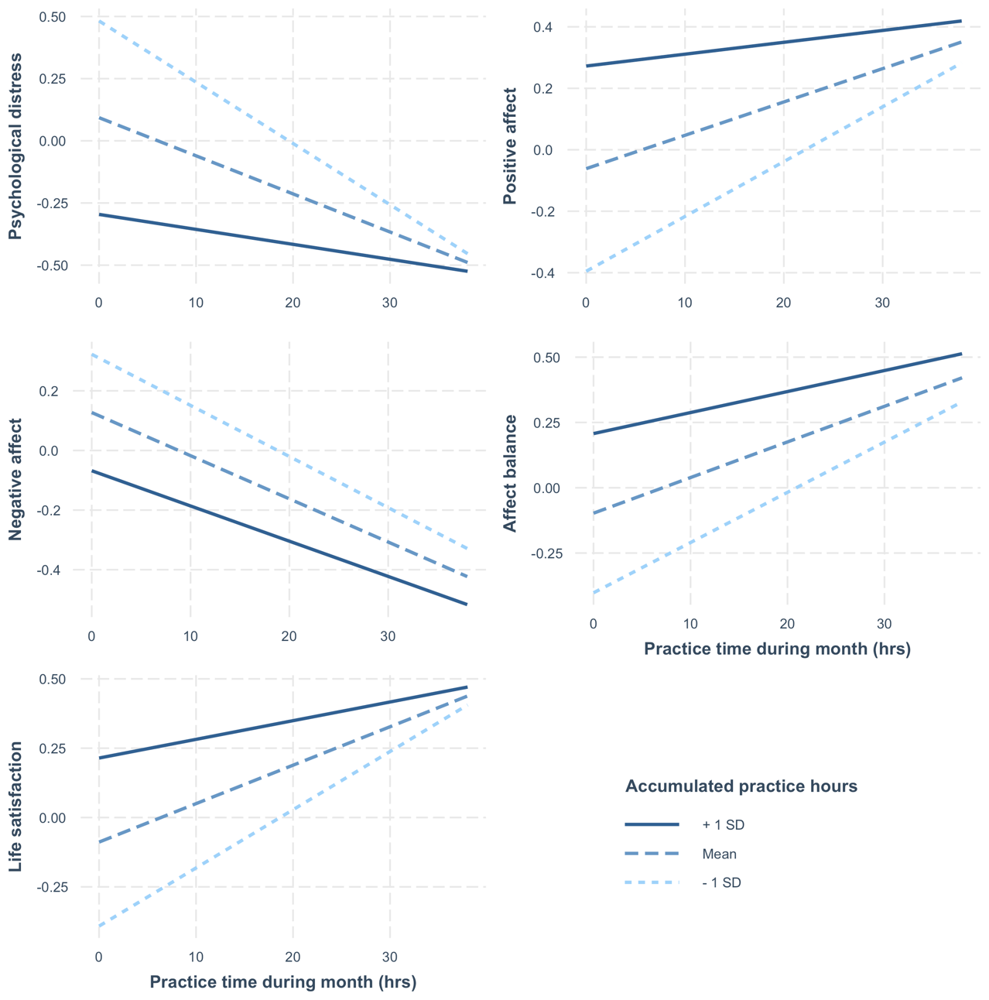 Psychological distress
0.50
0.25
0.00
-0.25
-0.50
0 10 20 30
Positive affect
0.4
0.2
0.0
-0.2
-0.4
0 10 20 30
Negative affect
0.2
0.0
-0.2
-0.4
0 10 20 30
Affect balance
0.50
0.25
0.00
-0.25
0 10 20 30
Practice time during month (hrs)
Life satisfaction
0.50
0.25
0.00
-0.25
0 10 20 30
Practice time during month (hrs)
Accumulated practice hours
+ 1 SD
Mean
- 1 SD